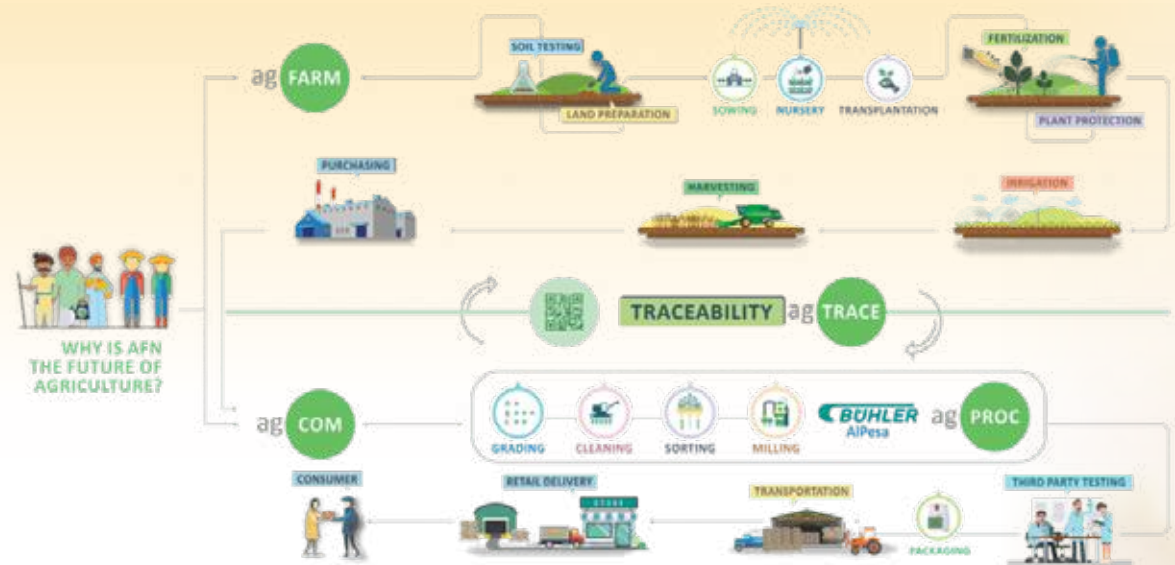 ag FARM
SOIL TESTING
LAND PREPARATION
SOWING
NURSERY
TRANSPLANTATION
FERTILIZATION
PLANT PROTECTION
PURCHASING
HARVESTING
IRRIGATION
WHY IS AFN
THE FUTURE OF
AGRICULTURE?
TRACEABILITY
ag TRACE
ag COM
GRADING
CLEANING
SORTING
MILLING
BÜHLER
AlPesa
ag PROC
CONSUMER
RETAIL DELIVERY
STORE
TRANSPORTATION
PACKAGING
THIRD PARTY TESTING